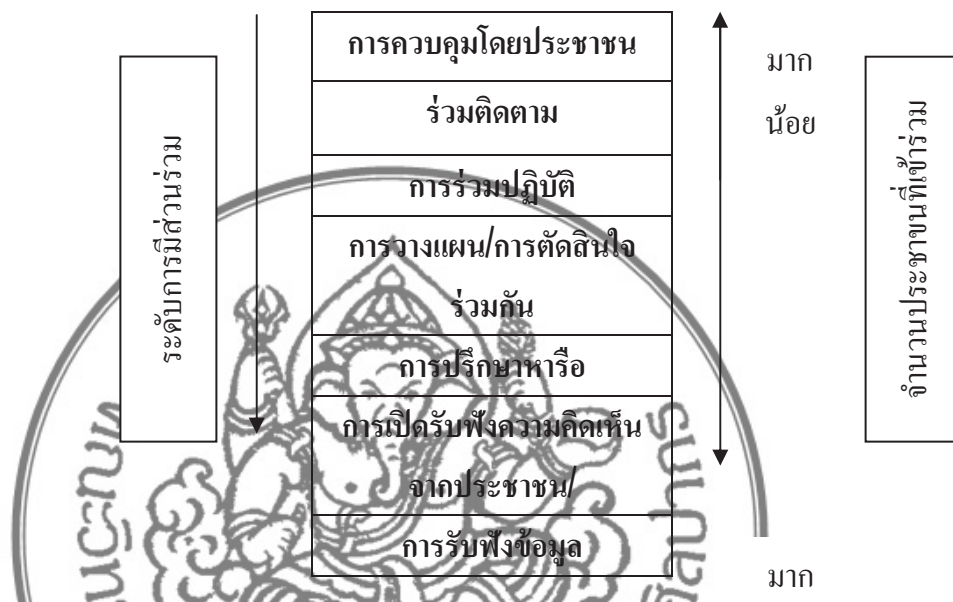 การควบคุมโดยประชาชน
มาก
ร่วมติดตาม
น้อย
การร่วมปฏิบัติ
การวางแผน/การตัดสินใจ
ร่วมกัน
การปรึกษาหารือ
การเปิดรับฟังความคิดเห็น
จากประชาชน/
การรับฟังข้อมูล
มาก
ระดับการมีส่วนร่วม
จำนวนประชาชนที่เข้าร่วม